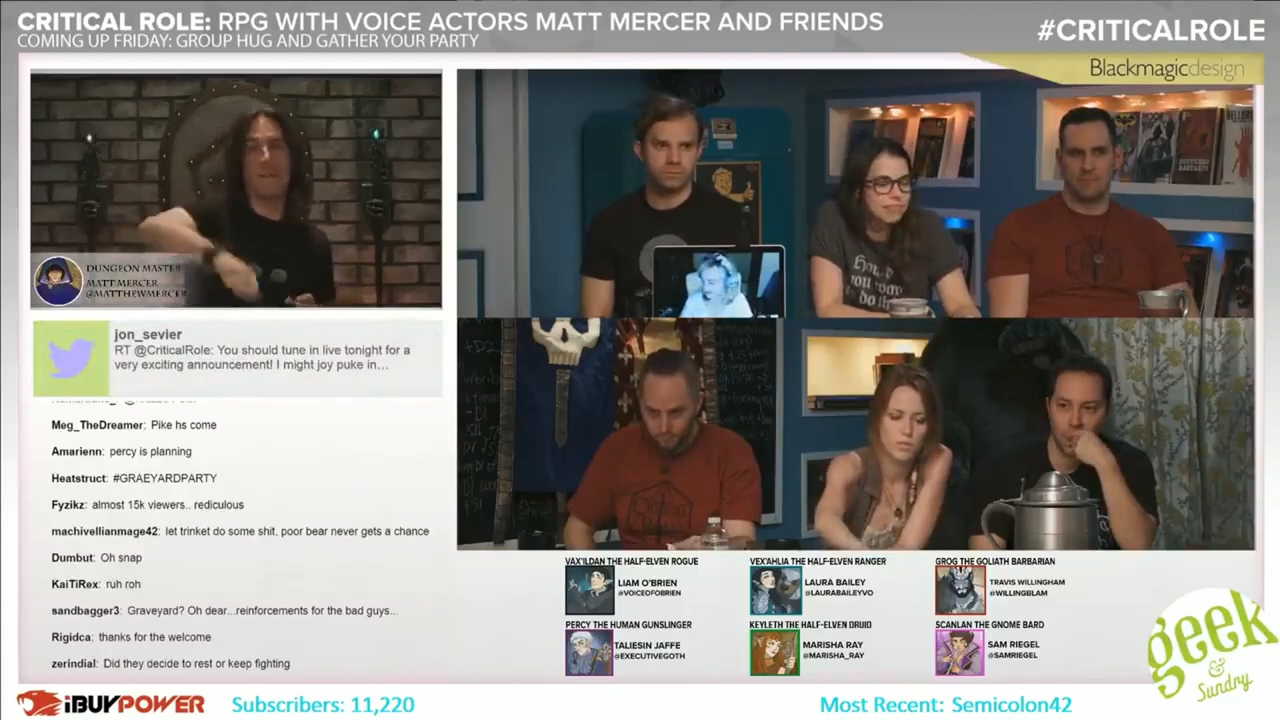 CRITICAL ROLE: RPG WITH VOICE ACTORS MATT MERCER AND FRIENDS
COMING UP FRIDAY: GROUP HUG AND GATHER YOUR PARTY
#CRITICALROLE
Blackmagicdesign
DUNGEON MASTER
MATT MERCER
@MATTHEWMERCER
jon_sevier
RT @CriticalRole: You should tune in live tonight for a
very exciting announcement! I might joy puke in…
Meg_TheDreamer: Pike hs come
Amarienn: percy is planning
Heatstruct: #GRAEYARDPARTY
Fyzikz: almost 15k viewers.. rediculous
machivellianmage42: let trinket do some shit, poor bear never gets a chance
Dumbut: Oh snap
KaiTiRex: ruh roh
sandbagger3: Graveyard? Oh dear...reinforcements for the bad guys...
Rigidca: thanks for the welcome
zerindial: Did they decide to rest or keep fighting
VAX'ILDAN THE HALF-ELVEN ROGUE
LIAM O'BRIEN
@VOICEOFOBRIEN
VEX'AHLIA THE HALF-ELVEN RANGER
LAURA BAILEY
@LAURABAILEYVO
GROG THE GOLIATH BARBARIAN
TRAVIS WILLINGHAM
@WILLINGBLAM
PERCY THE HUMAN GUNSLINGER
TALIESIN JAFFE
@EXECUTIVEGOTH
KEYLETH THE HALF-ELVEN DRUID
MARISHA RAY
@MARISHA_RAY
SCANLAN THE GNOME BARD
SAM RIEGEL
@SAMRIEGEL
geek
&
Sundry
iBUYPOWER
Subscribers: 11,220
Most Recent: Semicolon42